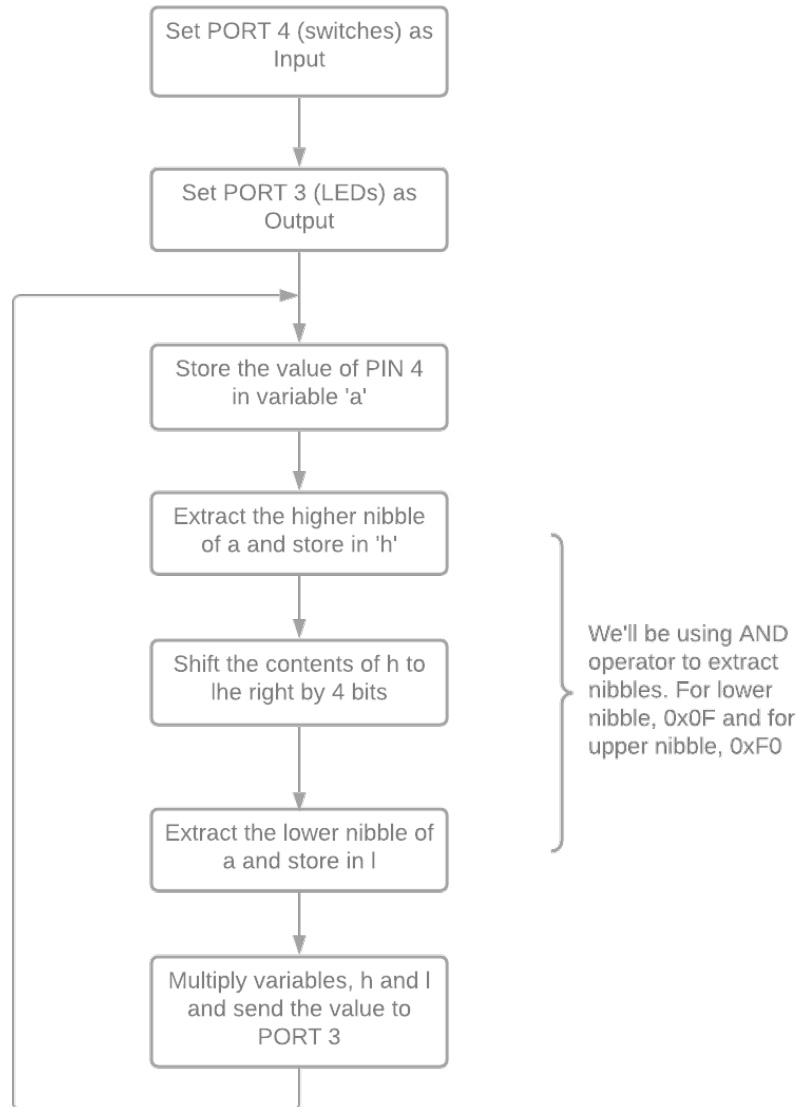 Set PORT 4 (switches) as
Input
Set PORT 3 (LEDs) as
Output
Store the value of PIN 4
in variable 'a'
Extract the higher nibble
of a and store in 'h'
Shift the contents of h to
lhe right by 4 bits
Extract the lower nibble of
a and store in l
Multiply variables, h and l
and send the value to
PORT 3
We'll be using AND
operator to extract
nibbles. For lower
nibble, 0x0F and for
upper nibble, 0xF0